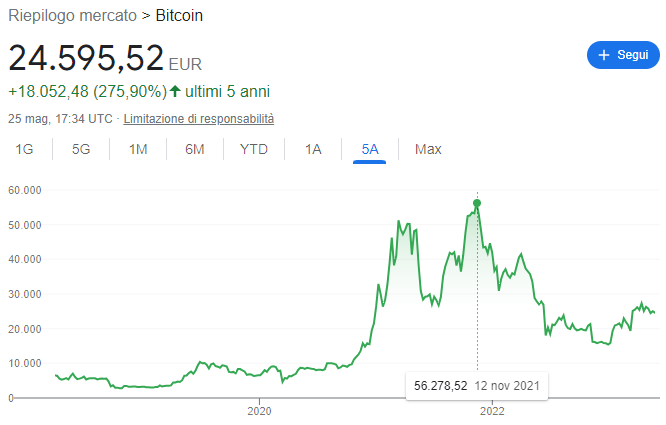 Riepilogo mercato > Bitcoin
24.595,52 EUR
+ Segui
+18.052,48 (275,90%) ↑ ultimi 5 anni
25 mag, 17:34 UTC · Limitazione di responsabilità
1G 5G 1M 6M YTD 1A 5A Max
60.000
50.000
40.000
30.000
20.000
10.000
0
56.278,52 12 nov 2021
2020 2022